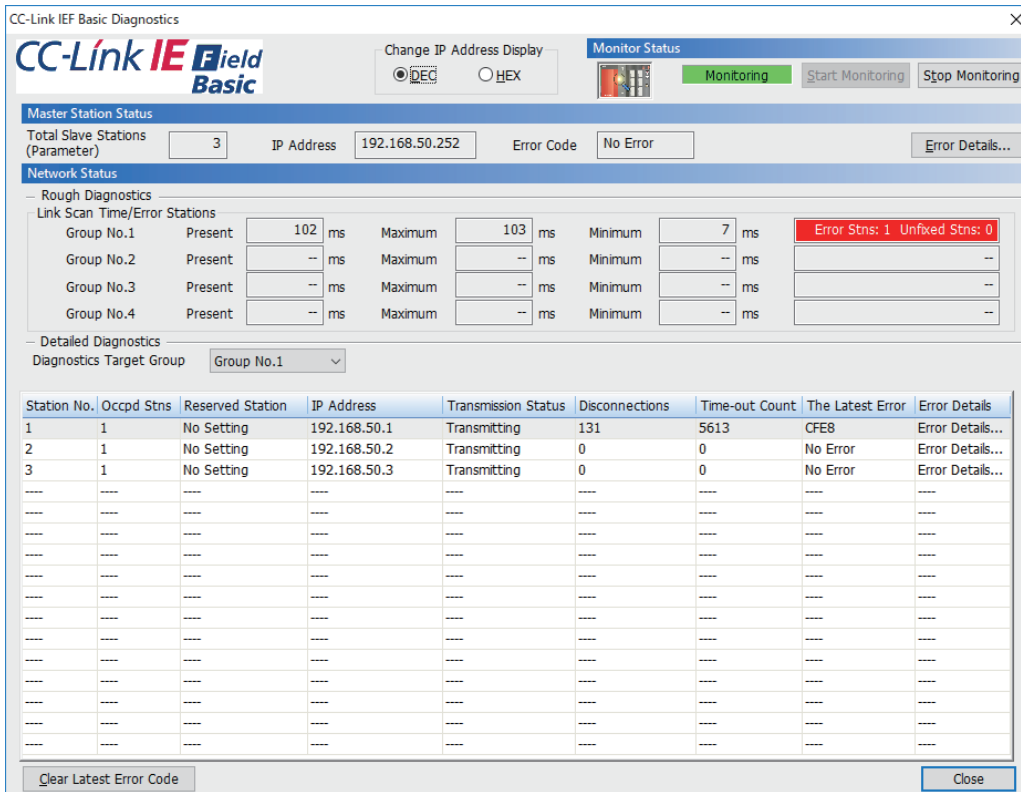 CC-Link IEF Basic Diagnostics
CC-Link IE Field
Basic
Change IP Address Display
DEC HEX
Monitor Status
Monitoring Start Monitoring Stop Monitoring
Master Station Status
Total Slave Stations
(Parameter)
3 IP Address 192.168.50.252 Error Code No Error Error Details...
Network Status
Rough Diagnostics
Link Scan Time/Error Stations
Group No.1 Present 102 ms Maximum 103 ms Minimum 7 ms Error Stns: 1 Unfixed Stns: 0
Group No.2 Present -- ms Maximum -- ms Minimum -- ms --
Group No.3 Present -- ms Maximum -- ms Minimum -- ms --
Group No.4 Present -- ms Maximum -- ms Minimum -- ms --
Detailed Diagnostics
Diagnostics Target Group Group No.1
Station No. Occpd Stns Reserved Station IP Address Transmission Status Disconnections Time-out Count The Latest Error Error Details
1 1 No Setting 192.168.50.1 Transmitting 131 5613 CFE8 Error Details...
2 1 No Setting 192.168.50.2 Transmitting 0 0 No Error Error Details...
3 1 No Setting 192.168.50.3 Transmitting 0 0 No Error Error Details...
---- ---- ---- ---- ---- ---- ---- ---- ----
---- ---- ---- ---- ---- ---- ---- ---- ----
---- ---- ---- ---- ---- ---- ---- ---- ----
---- ---- ---- ---- ---- ---- ---- ---- ----
---- ---- ---- ---- ---- ---- ---- ---- ----
---- ---- ---- ---- ---- ---- ---- ---- ----
---- ---- ---- ---- ---- ---- ---- ---- ----
---- ---- ---- ---- ---- ---- ---- ---- ----
---- ---- ---- ---- ---- ---- ---- ---- ----
---- ---- ---- ---- ---- ---- ---- ---- ----
---- ---- ---- ---- ---- ---- ---- ---- ----
---- ---- ---- ---- ---- ---- ---- ---- ----
---- ---- ---- ---- ---- ---- ---- ---- ----
Clear Latest Error Code Close